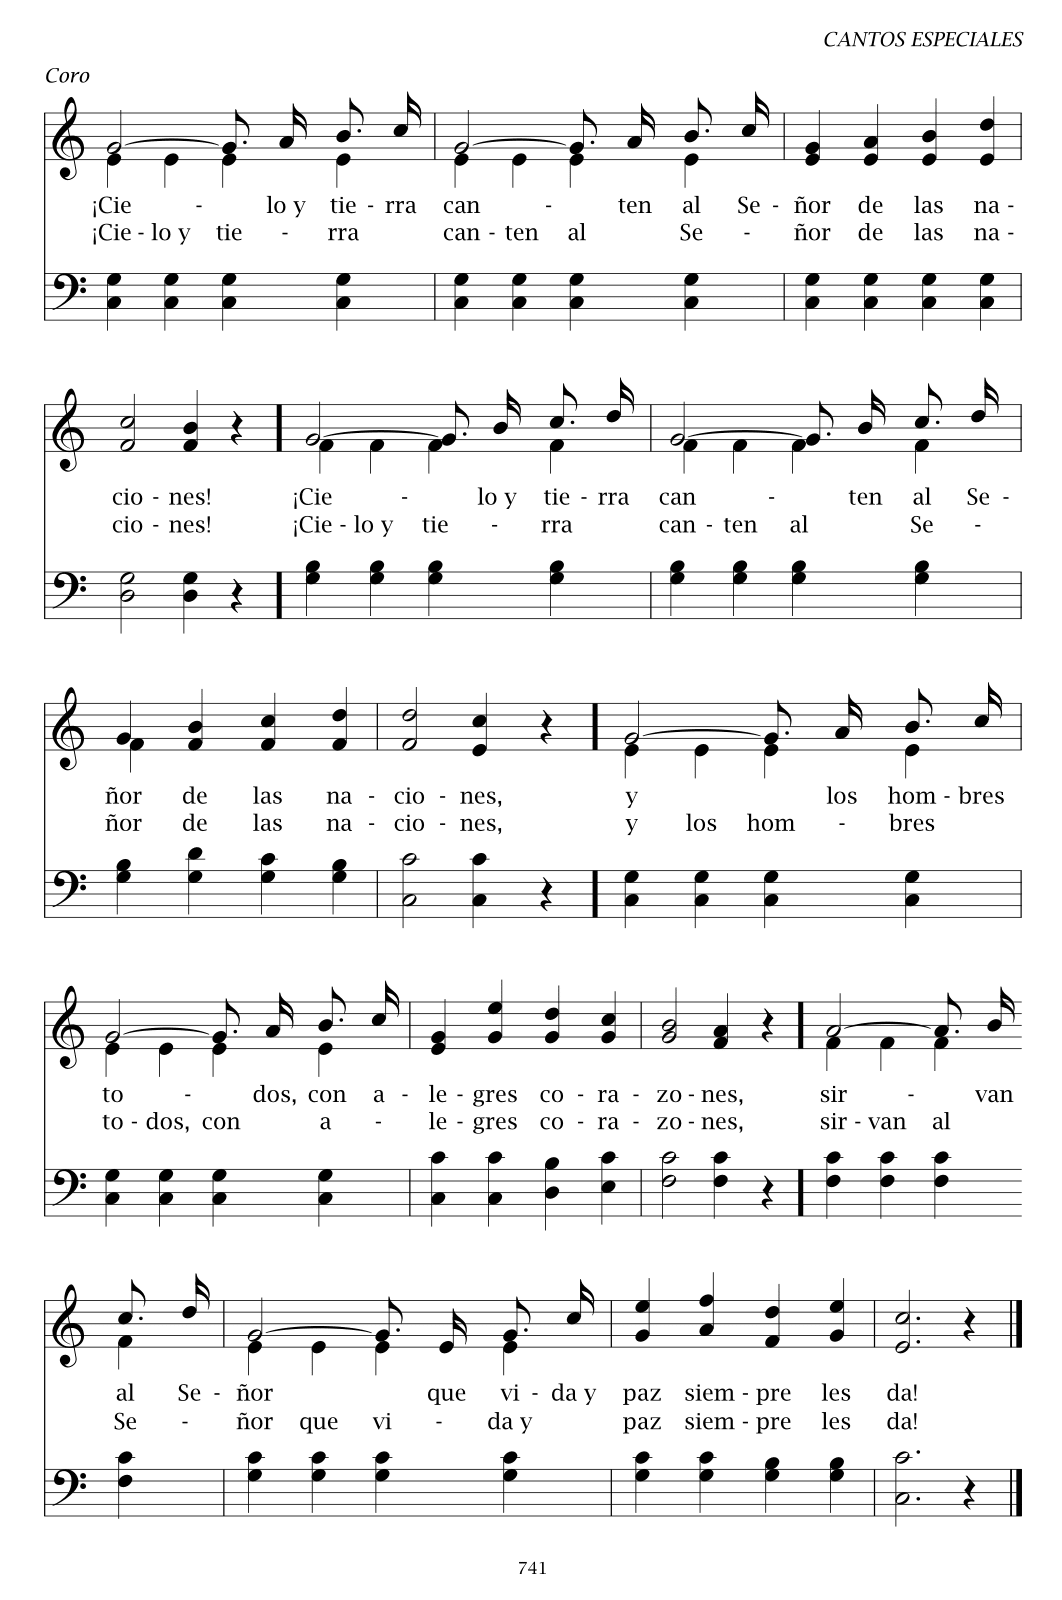 CANTOS ESPECIALES
Coro
¡Cie - lo y tie - rra can - ten al Se - ñor de las na -
¡Cie - lo y tie - rra can - ten al Se - ñor de las na -
cio - nes! ¡Cie - lo y tie - rra can - ten al Se -
cio - nes! ¡Cie - lo y tie - rra can - ten al Se -
ñor de las na - cio - nes, y los hom - bres
ñor de las na - cio - nes, y los hom - bres
to - dos, con a - le - gres co - ra - zo - nes, sir - van
to - dos, con a - le - gres co - ra - zo - nes, sir - van al
al Se - ñor que vi - da y paz siem - pre les da!
Se - ñor que vi - da y paz siem - pre les da!
741